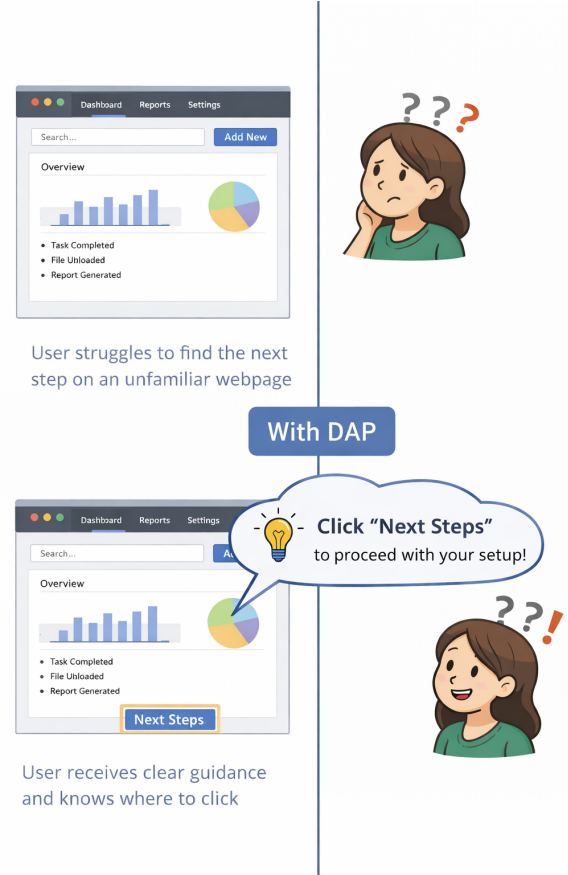 ? ? ?
Dashboard Reports Settings
Search... Add New
Overview
• Task Completed
• File Unloaded
• Report Generated
User struggles to find the next
step on an unfamiliar webpage
With DAP
Dashboard Reports Settings
Click “Next Steps”
to proceed with your setup!
Search... A
Overview
? ? !
• Task Completed
• File Unloaded
• Report Generated
Next Steps
User receives clear guidance
and knows where to click